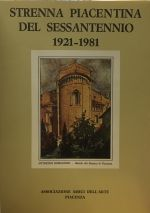 STRENNA PIACENTINA
DEL SESSANTENNIO
1921-1981
ASSOCIAZIONE AMICI DELL'ARTE
PIACENZA